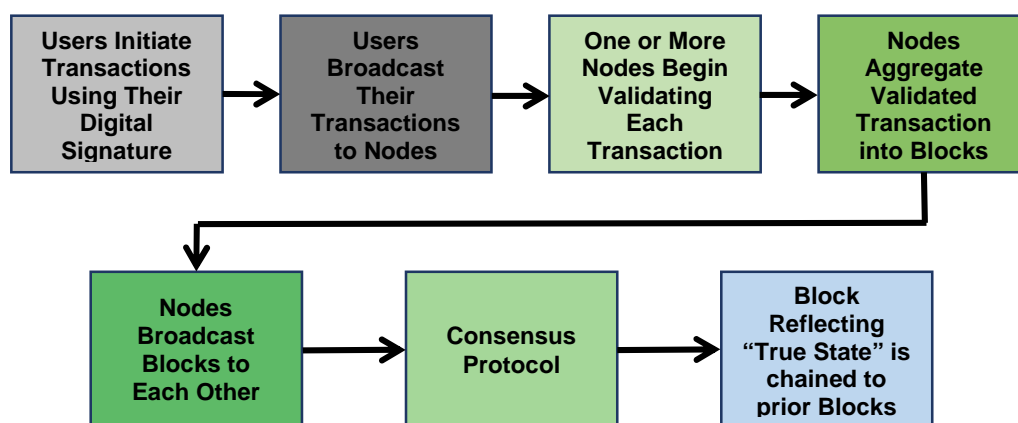 Users Initiate
Transactions
Using Their
Digital
Signature
Users
Broadcast
Their
Transactions
to Nodes
One or More
Nodes Begin
Validating
Each
Transaction
Nodes
Aggregate
Validated
Transaction
into Blocks
Nodes
Broadcast
Blocks to
Each Other
Consensus
Protocol
Block
Reflecting
“True State” is
chained to
prior Blocks